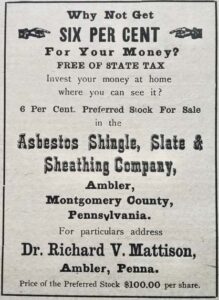 Why Not Get
SIX PER CENT
For Your Money?
FREE OF STATE TAX
Invest your money at home
where you can see it?
6 Per Cent. Preferred Stock For Sale
in the
Asbestos Shingle, Slate &
Sheathing Company,
Ambler,
Montgomery County,
Pennsylvania.
For particulars address
Dr. Richard V. Mattison,
Ambler, Penna.
Price of the Preferred Stock $100.00 per share.